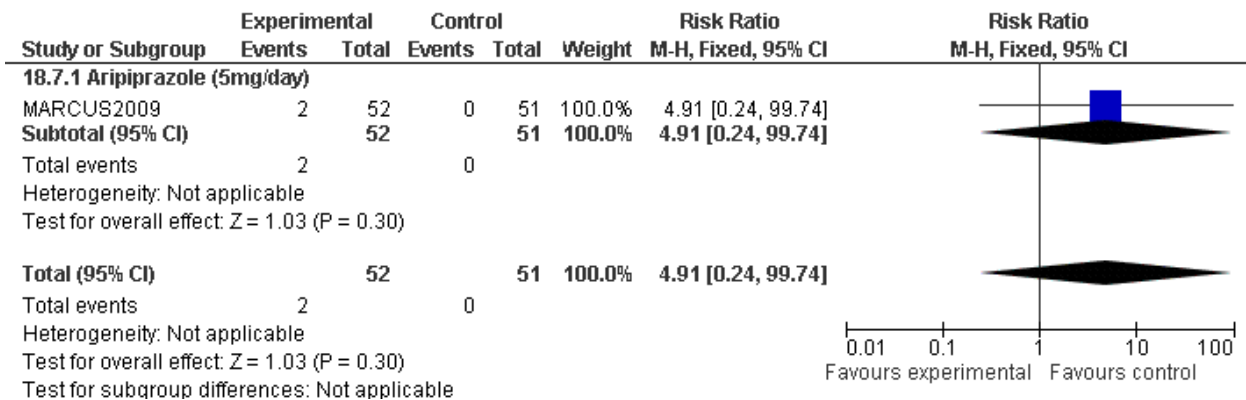 Experimental Control Risk Ratio Risk Ratio
Study or Subgroup Events Total Events Total Weight M-H, Fixed, 95% CI M-H, Fixed, 95% CI
18.7.1 Aripiprazole (5mg/day)
MARCUS2009 2 52 0 51 100.0% 4.91 [0.24, 99.74]
Subtotal (95% CI) 52 51 100.0% 4.91 [0.24, 99.74]
Total events 2 0
Heterogeneity: Not applicable
Test for overall effect: Z = 1.03 (P = 0.30)
Total (95% CI) 52 51 100.0% 4.91 [0.24, 99.74]
Total events 2 0
Heterogeneity: Not applicable
Test for overall effect: Z = 1.03 (P = 0.30)
Test for subgroup differences: Not applicable
0.01 0.1 1 10 100
Favours experimental Favours control